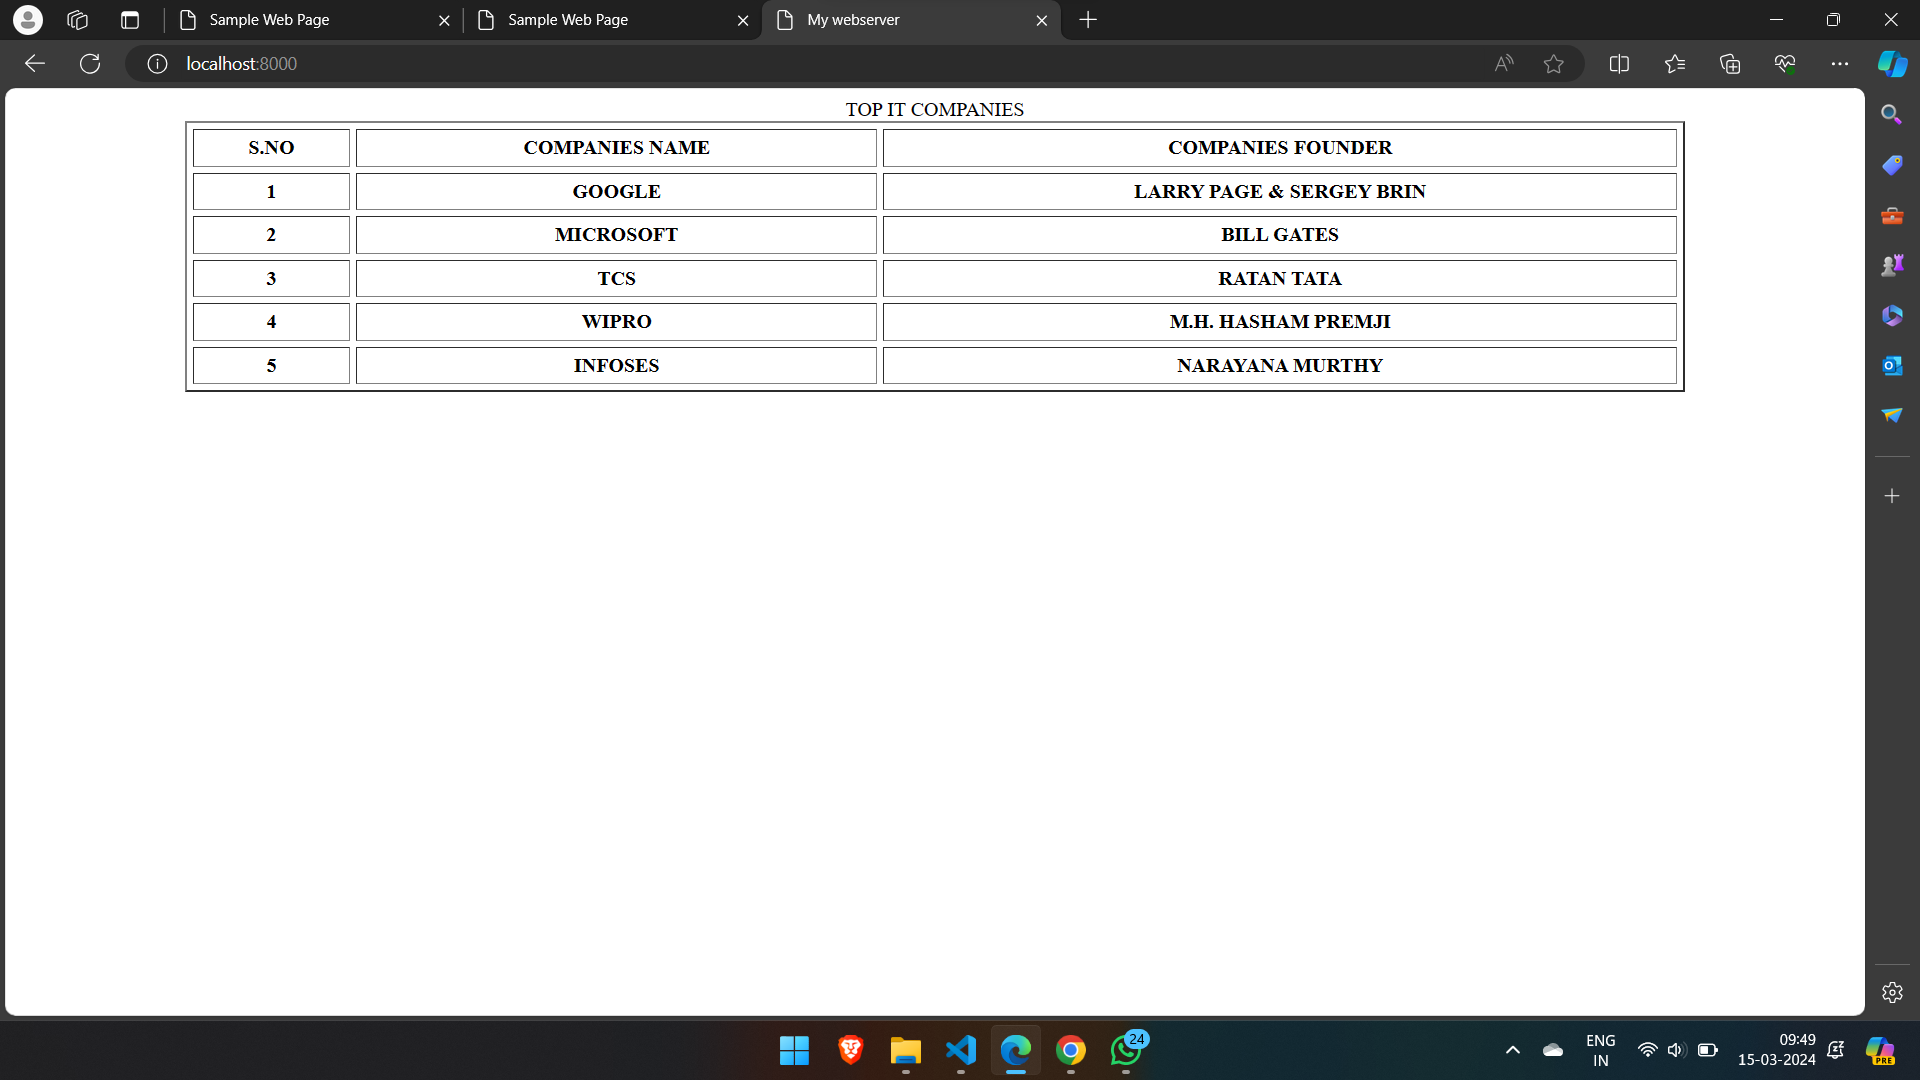 Sample Web Page
Sample Web Page
My webserver
localhost:8000
TOP IT COMPANIES
S.NO COMPANIES NAME COMPANIES FOUNDER
1 GOOGLE LARRY PAGE & SERGEY BRIN
2 MICROSOFT BILL GATES
3 TCS RATAN TATA
4 WIPRO M.H. HASHAM PREMJI
5 INFOSES NARAYANA MURTHY
24
ENG
IN
09:49
15-03-2024
PRE